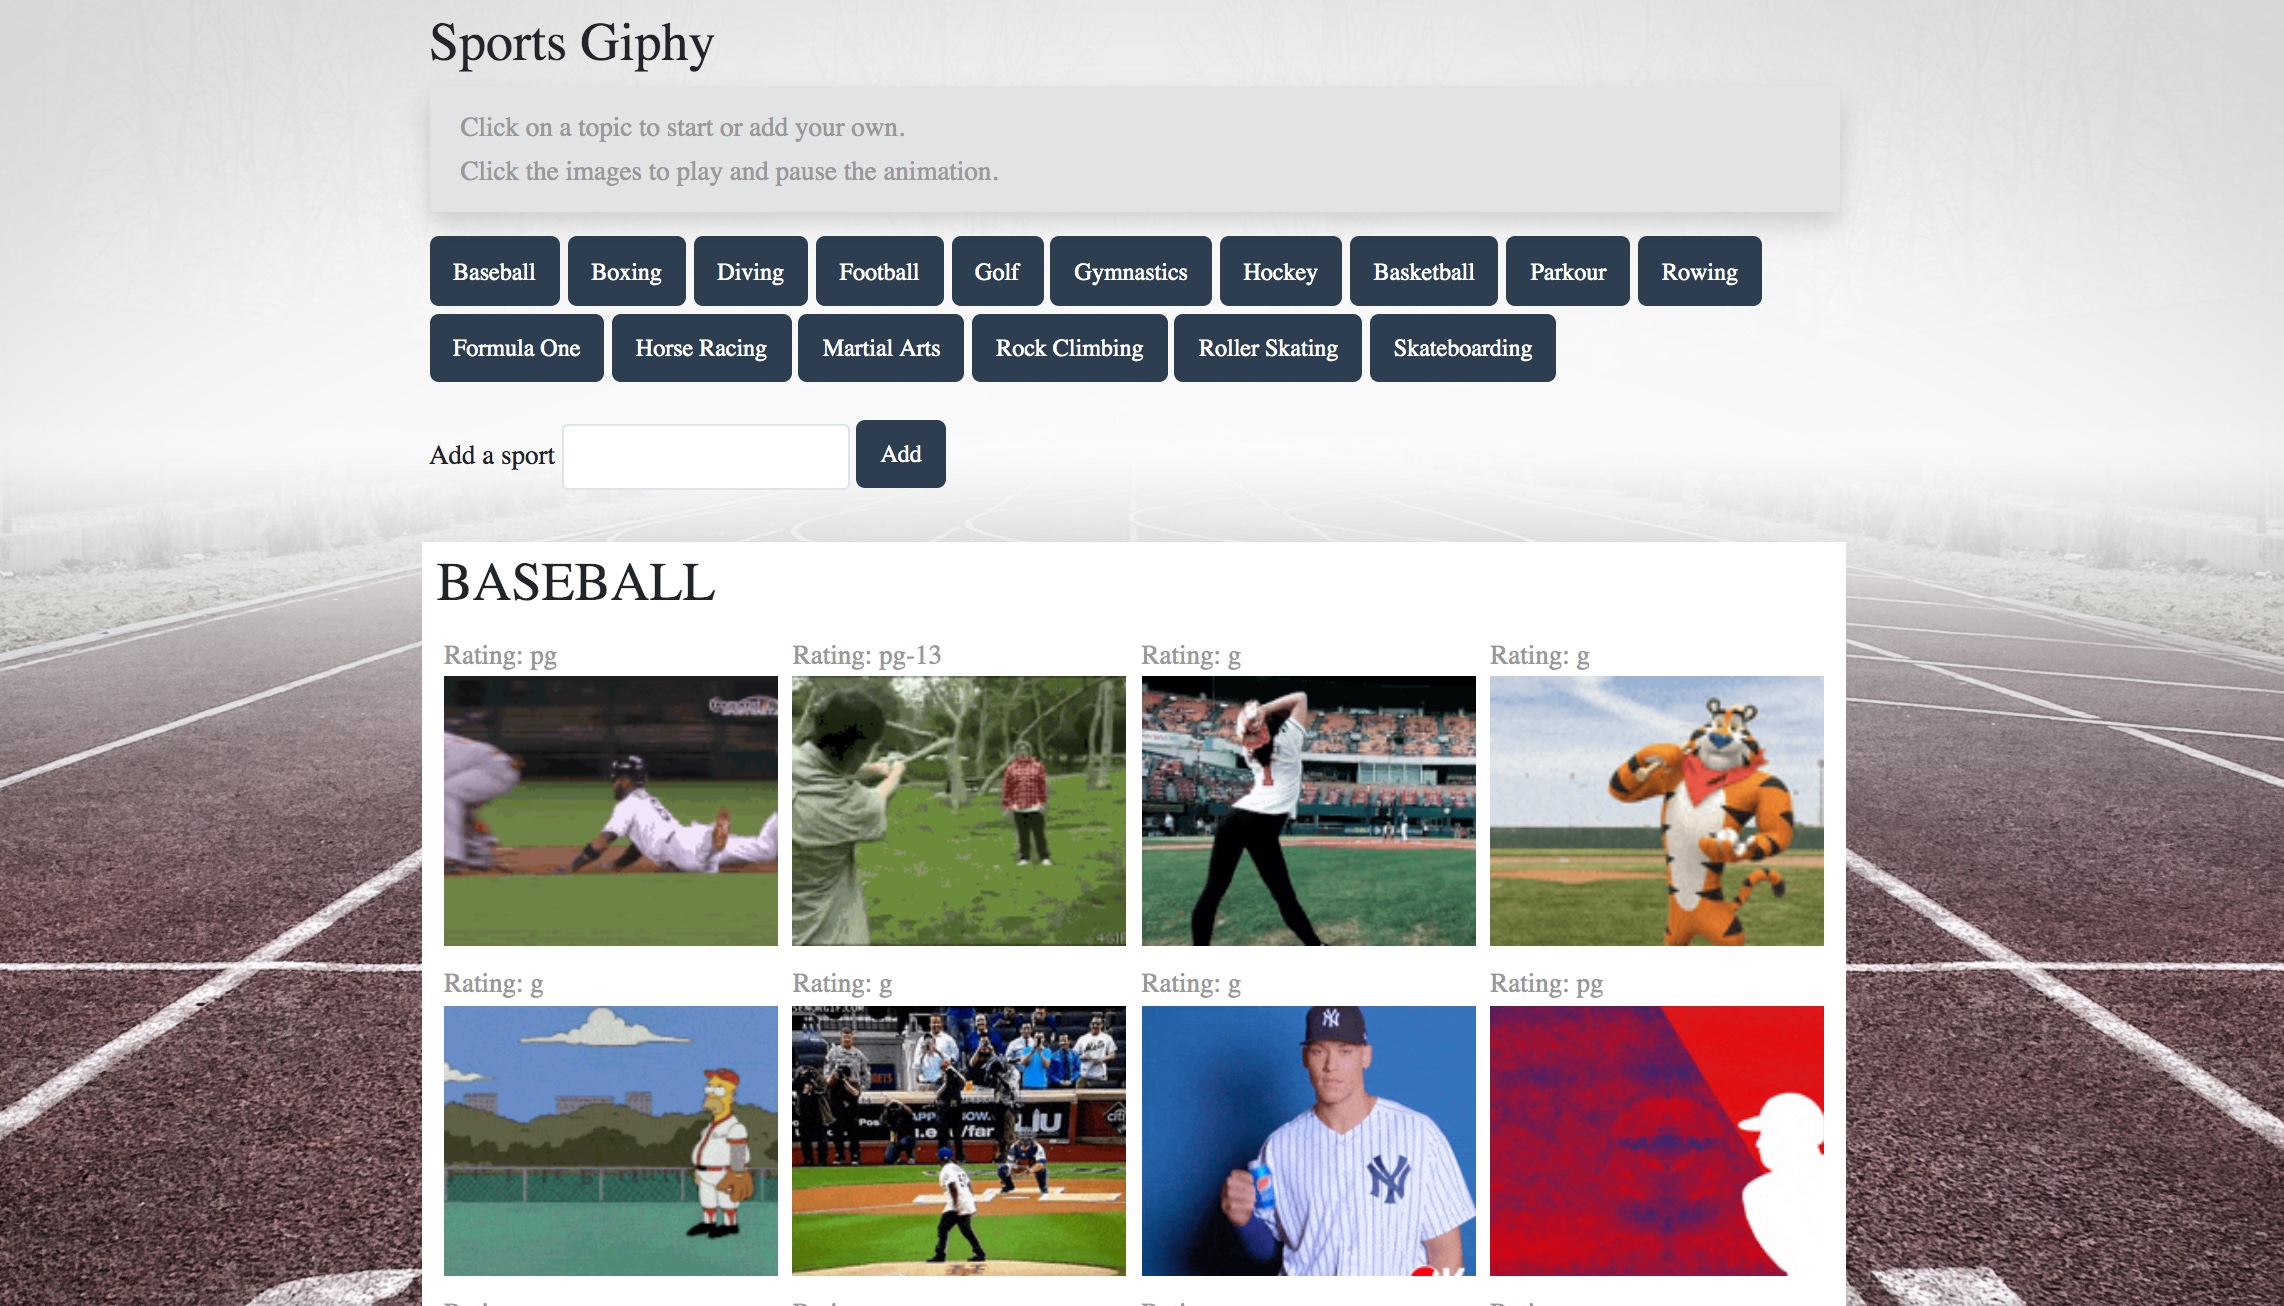 Sports Giphy
Click on a topic to start or add your own.
Click the images to play and pause the animation.
Baseball Boxing Diving Football Golf Gymnastics Hockey Basketball Parkour Rowing
Formula One Horse Racing Martial Arts Rock Climbing Roller Skating Skateboarding
Add a sport Add
BASEBALL
Rating: pg Rating: pg-13 Rating: g Rating: g
Rating: g Rating: g Rating: g Rating: pg